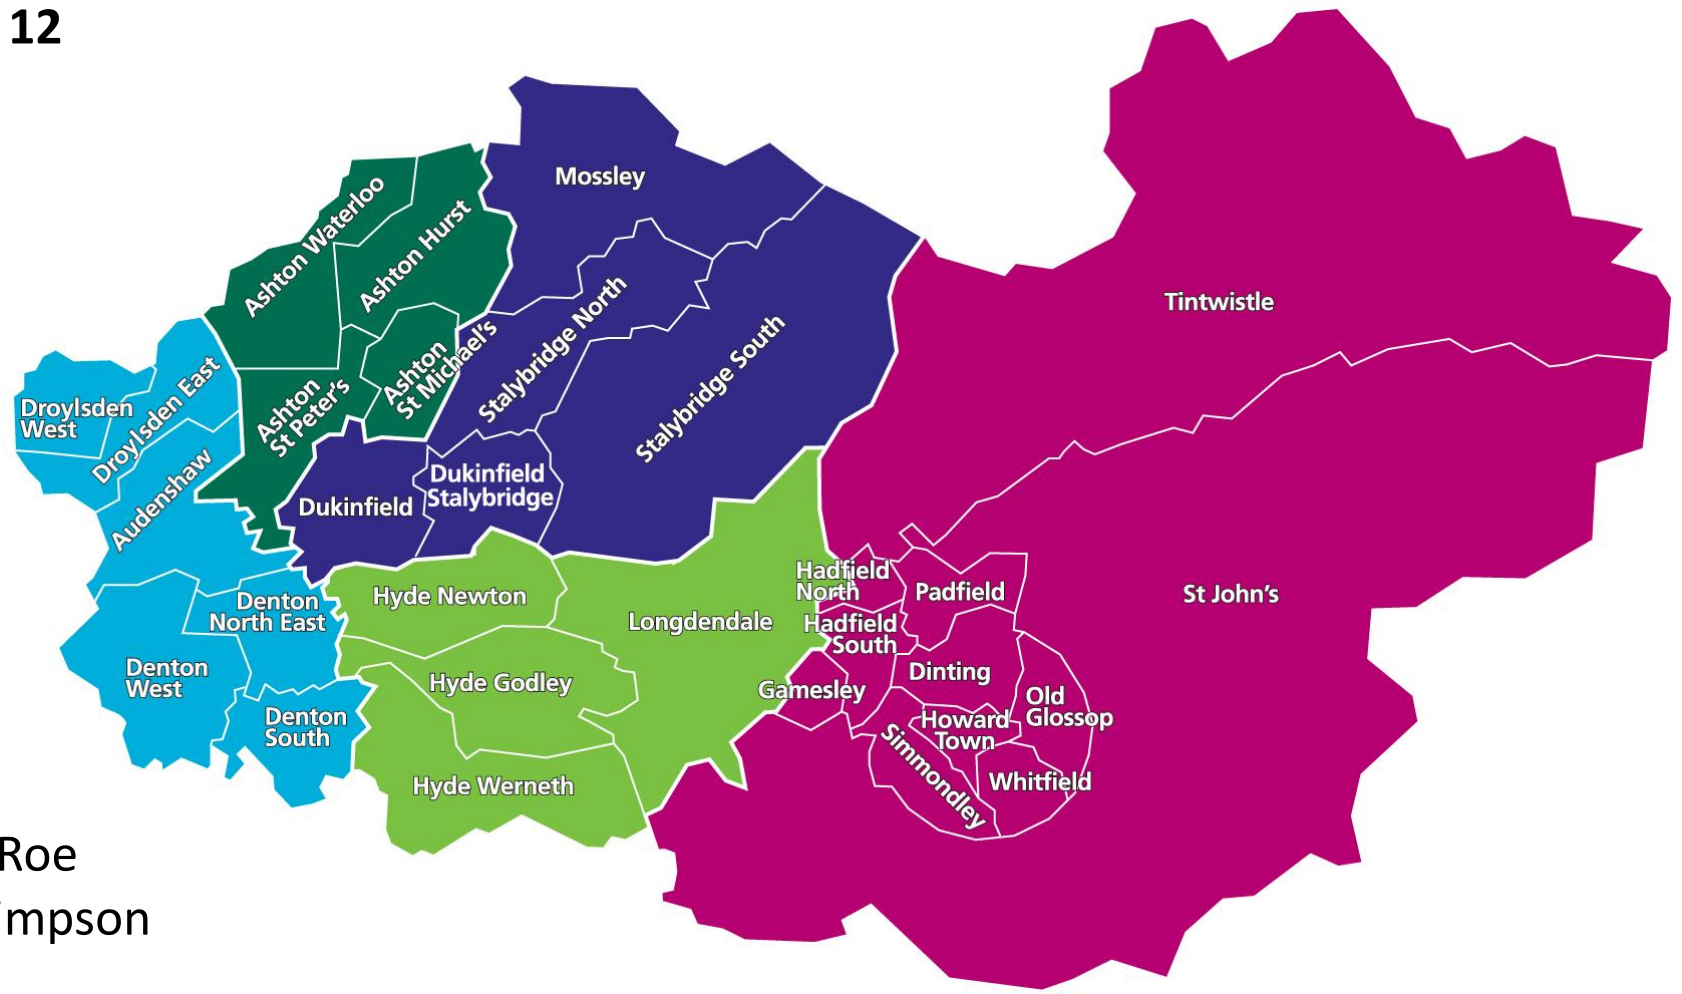 12
Mossley
Ashton Waterloo
Ashton Hurst
Tintwistle
Stalybridge North
Stalybridge South
Ashton
St Michael's
Ashton
St Peter's
Droylsden
West
Droylsden East
Audenshaw
Dukinfield
Dukinfield
Stalybridge
Hadfield
North
Padfield
St John's
Hyde Newton
Longdendale
Denton
North East
Hadfield
South
Denton
West
Hyde Godley
Gamesley
Dinting
Old
Glossop
Denton
South
Howard
Town
Simmondley
Whitfield
Hyde Werneth
Roe
impson